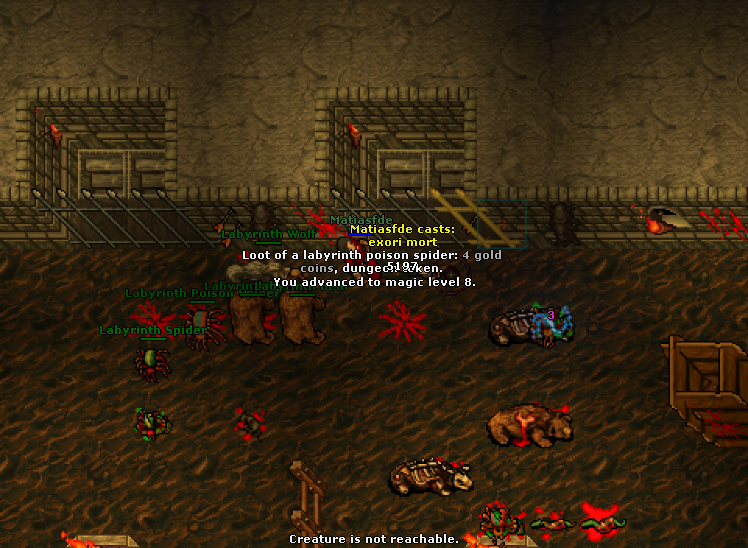 Matiasfde
Matiasfde casts:
exori mort
Labyrinth Wolf
Loot of a labyrinth poison spider: 4 gold
coins, dungeon token.
5197
You advanced to magic level 8.
Labyrinth Poison
Labyrinth Spider
3
Creature is not reachable.